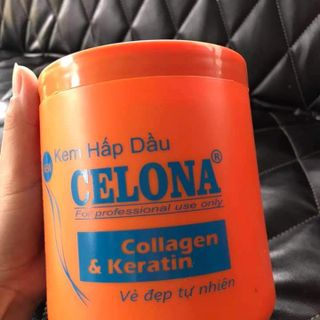 Kem Hấp Dầu
CELONA®
For professional use only
Collagen
& Keratin
Vẻ đẹp tự nhiên